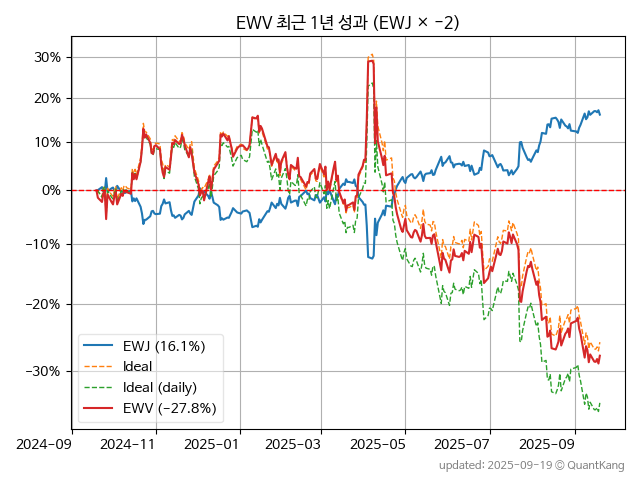 EWV 최근 1년 성과 (EWJ × −2)
30%
20%
10%
0%
−10%
−20%
−30%
EWJ (16.1%)
Ideal
Ideal (daily)
EWV (−27.8%)
2024-09
2024-11
2025-01
2025-03
2025-05
2025-07
2025-09
updated: 2025-09-19 © QuantKang